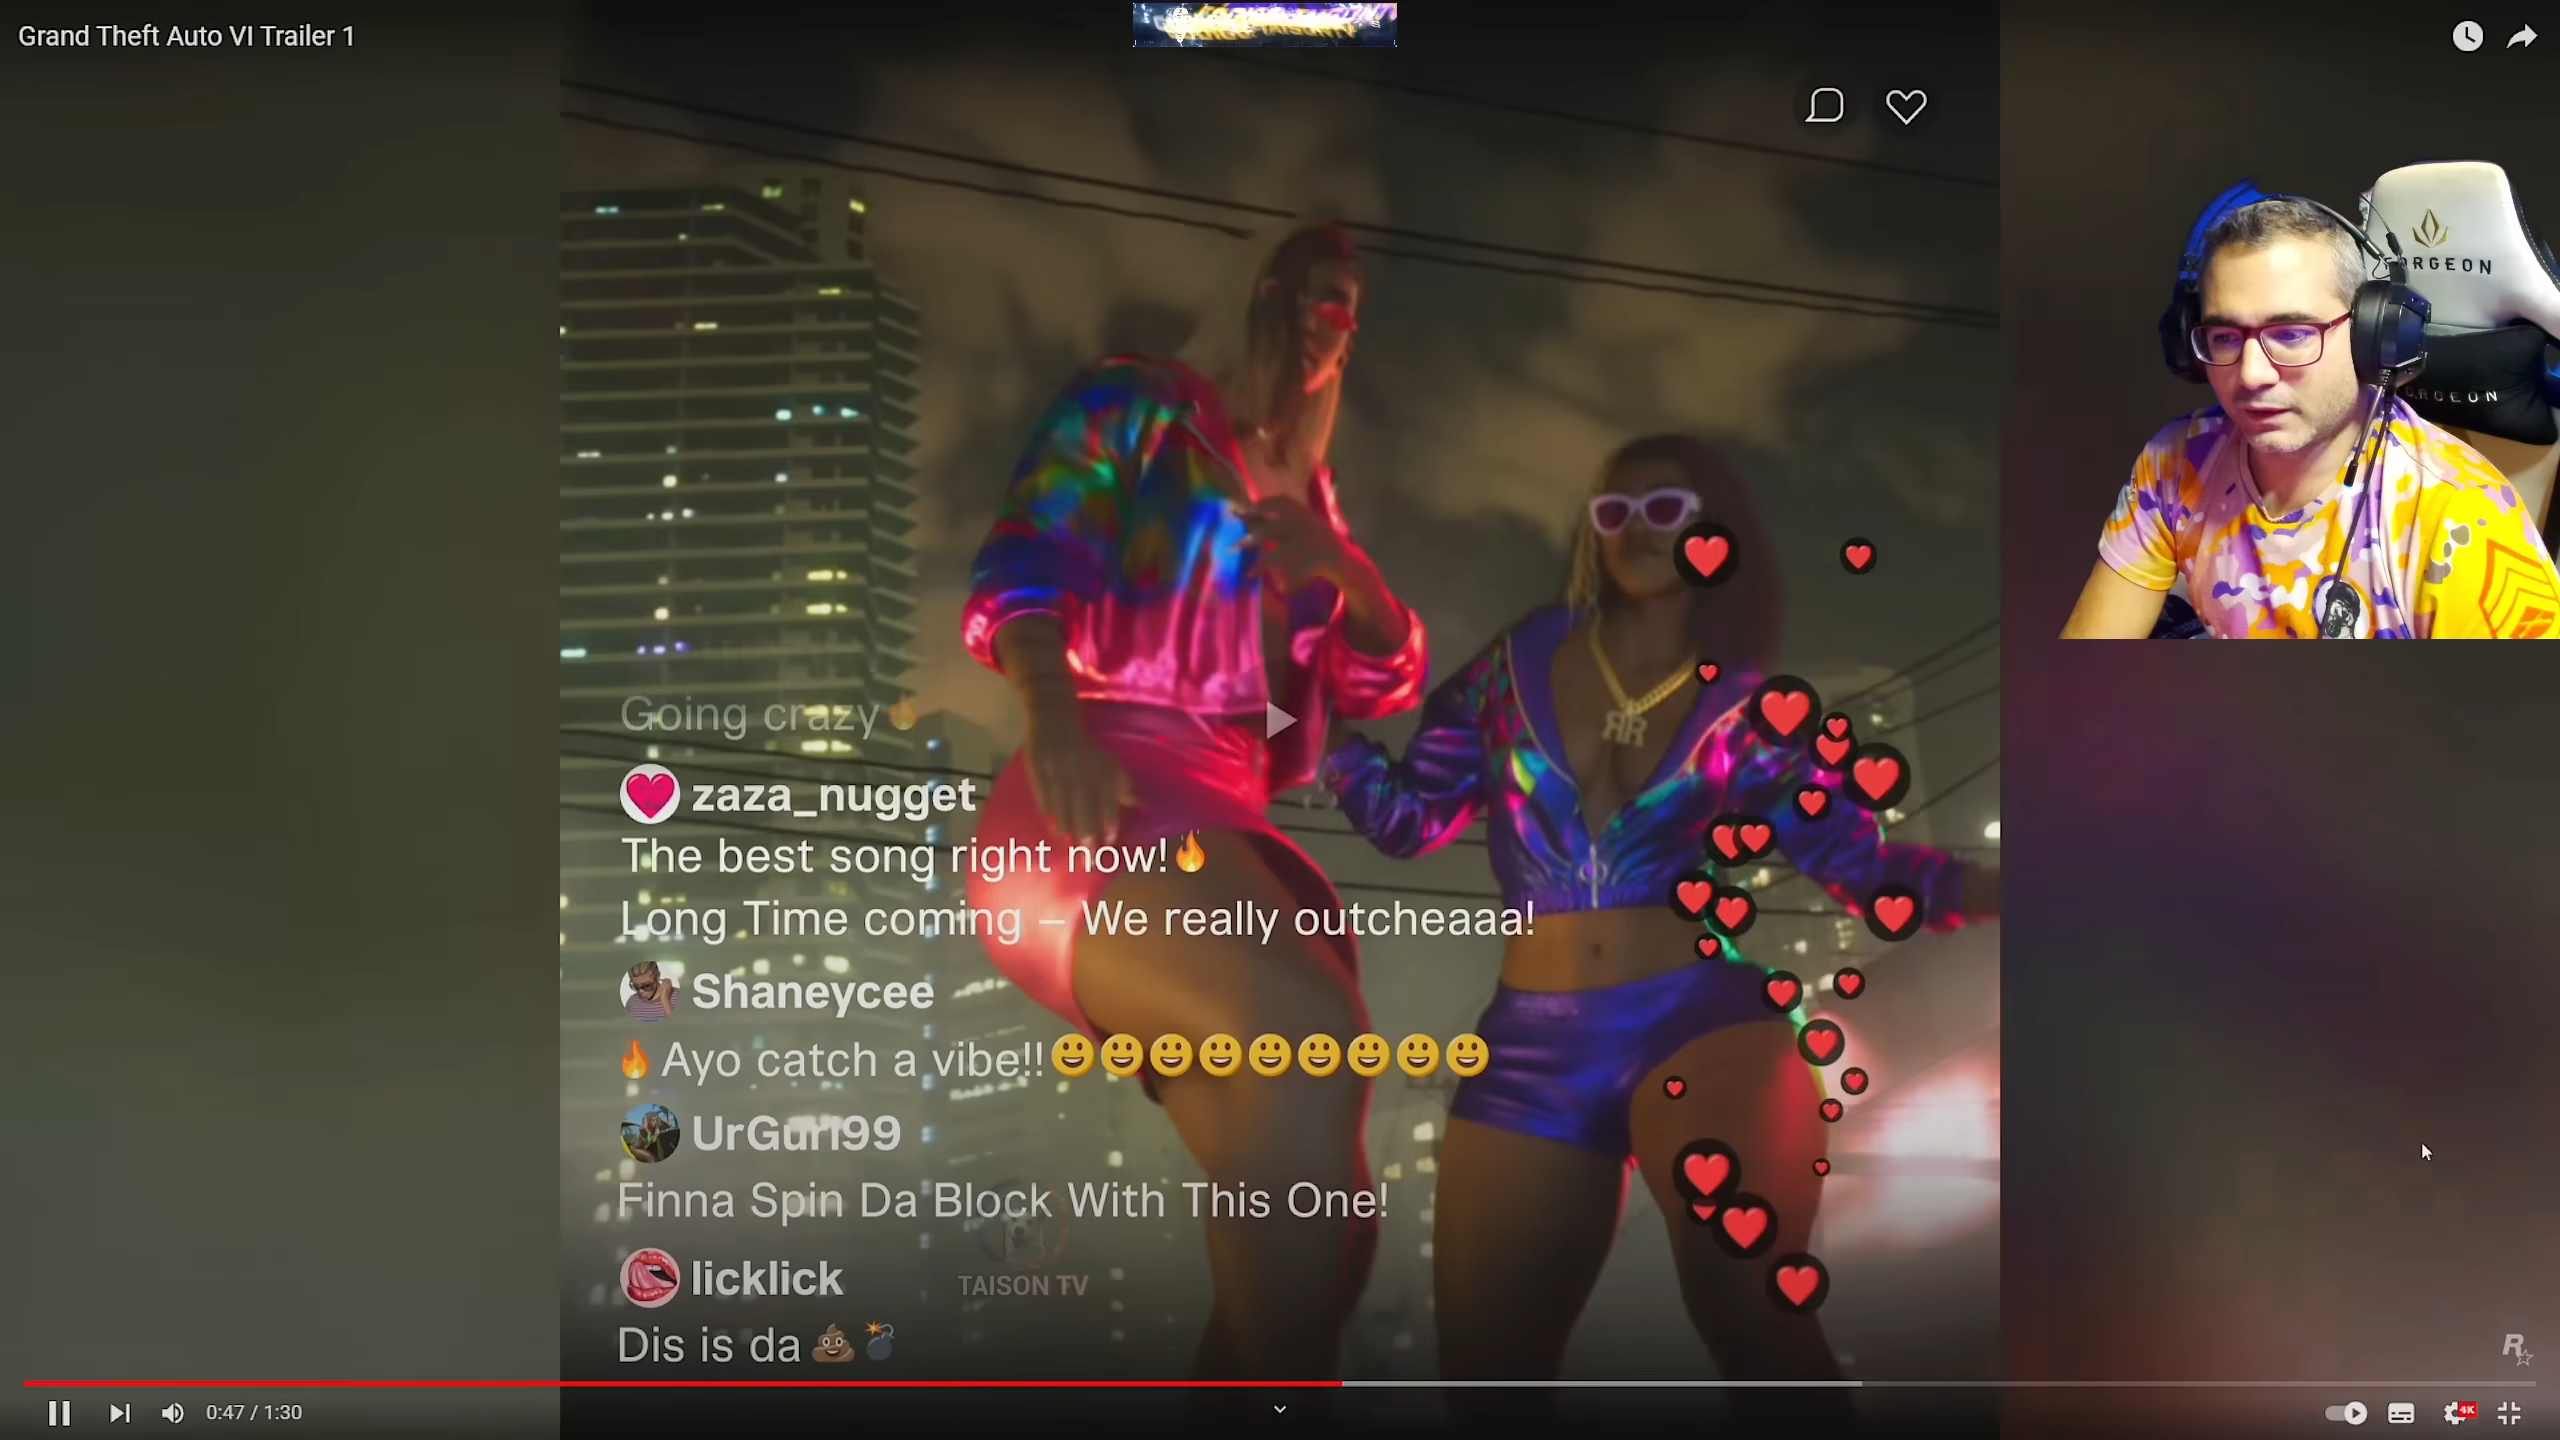 Grand Theft Auto VI Trailer 1
Going crazy🔥
zaza_nugget
The best song right now!🔥
Long Time coming – We really outcheaaa!
Shaneycee
🔥Ayo catch a vibe!!😀😀😀😀😀😀😀😀😀
UrGurl99
Finna Spin Da Block With This One!
licklick
TAISON TV
Dis is da💩💣
0:47 / 1:30
4K